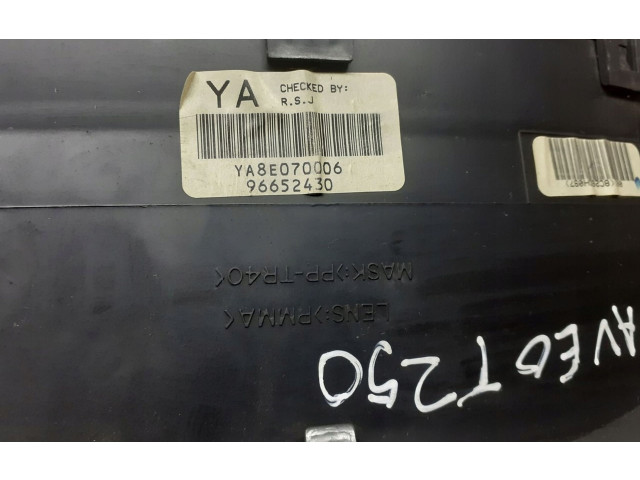 YA CHECKED BY:
R.S.J
YA8E070006
96652430
MASK:>PP-TR40<
LENS:>PMMA<
AVEO T250